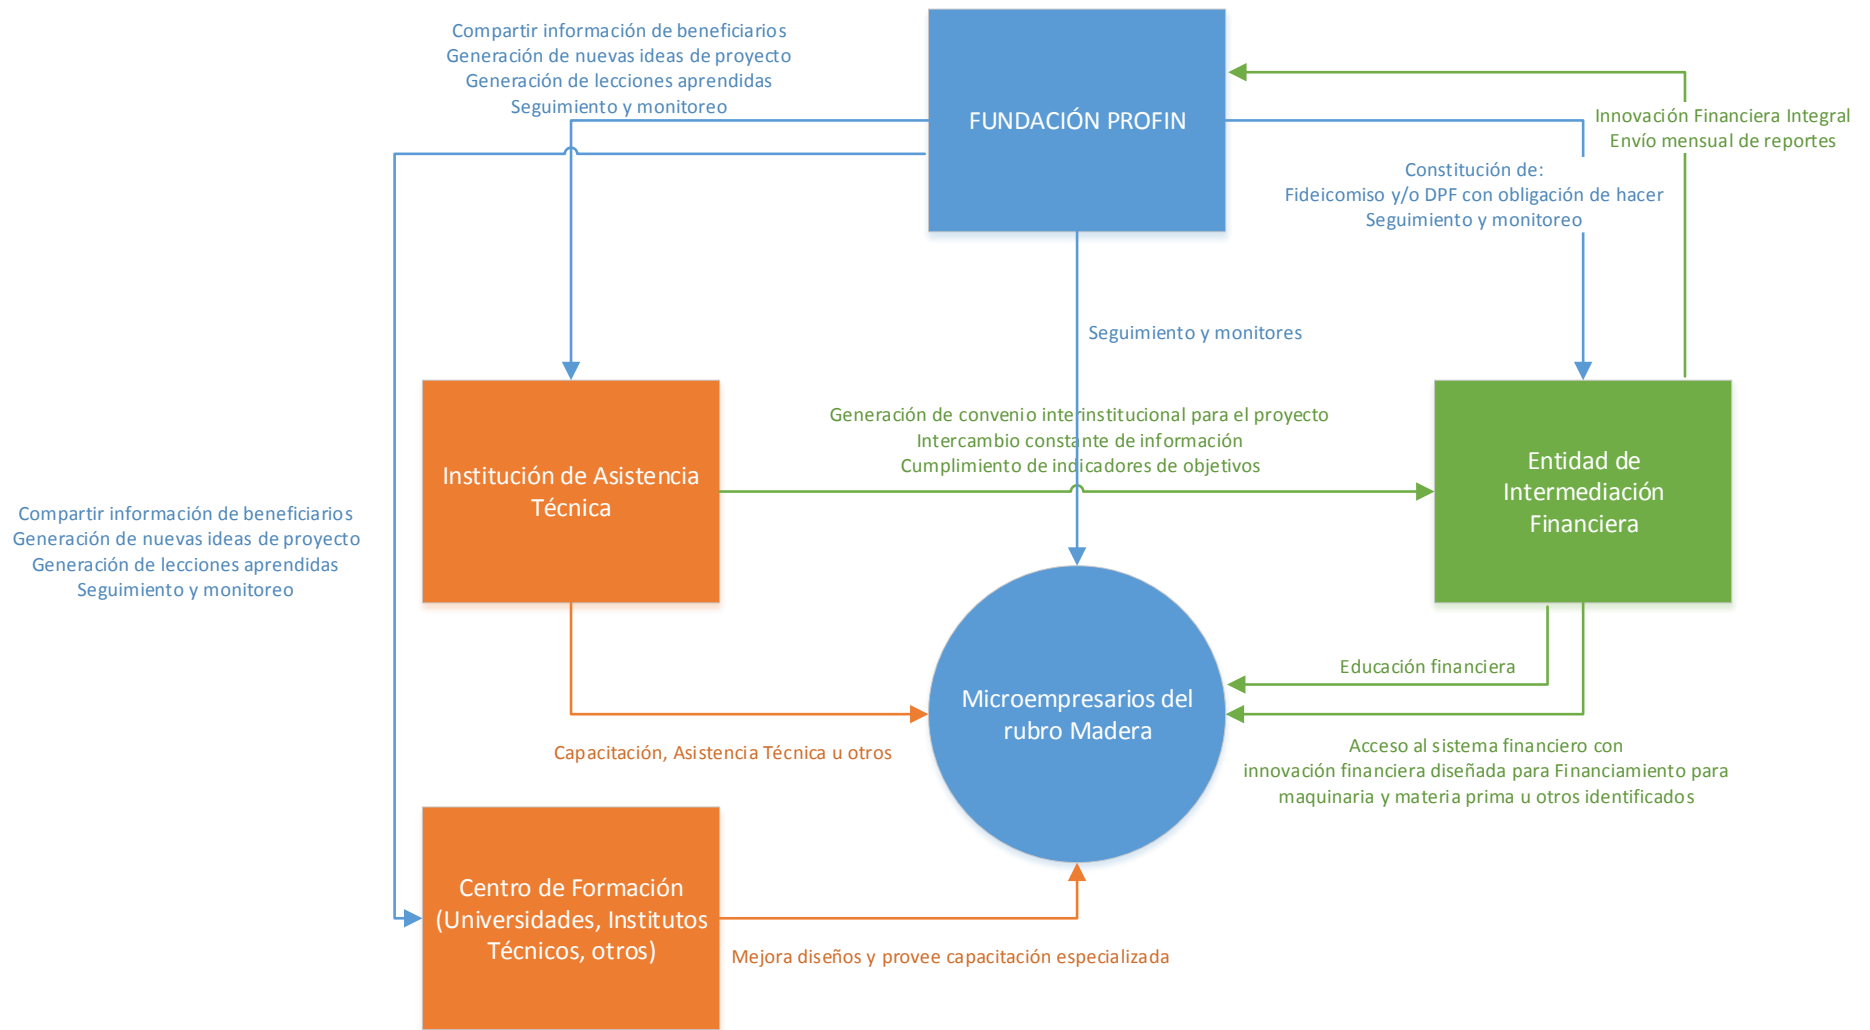 Compartir información de beneficiarios
Generación de nuevas ideas de proyecto
Generación de lecciones aprendidas
Seguimiento y monitoreo
FUNDACIÓN PROFIN
Innovación Financiera Integral
Envío mensual de reportes
Constitución de:
Fideicomiso y/o DPF con obligación de hacer
Seguimiento y monitoreo
Seguimiento y monitores
Generación de convenio interinstitucional para el proyecto
Intercambio constante de información
Cumplimiento de indicadores de objetivos
Institución de Asistencia
Técnica
Entidad de
Intermediación
Financiera
Compartir información de beneficiarios
Generación de nuevas ideas de proyecto
Generación de lecciones aprendidas
Seguimiento y monitoreo
Educación financiera
Microempresarios del
rubro Madera
Capacitación, Asistencia Técnica u otros
Acceso al sistema financiero con
innovación financiera diseñada para Financiamiento para
maquinaria y materia prima u otros identificados
Centro de Formación
(Universidades, Institutos
Técnicos, otros)
Mejora diseños y provee capacitación especializada